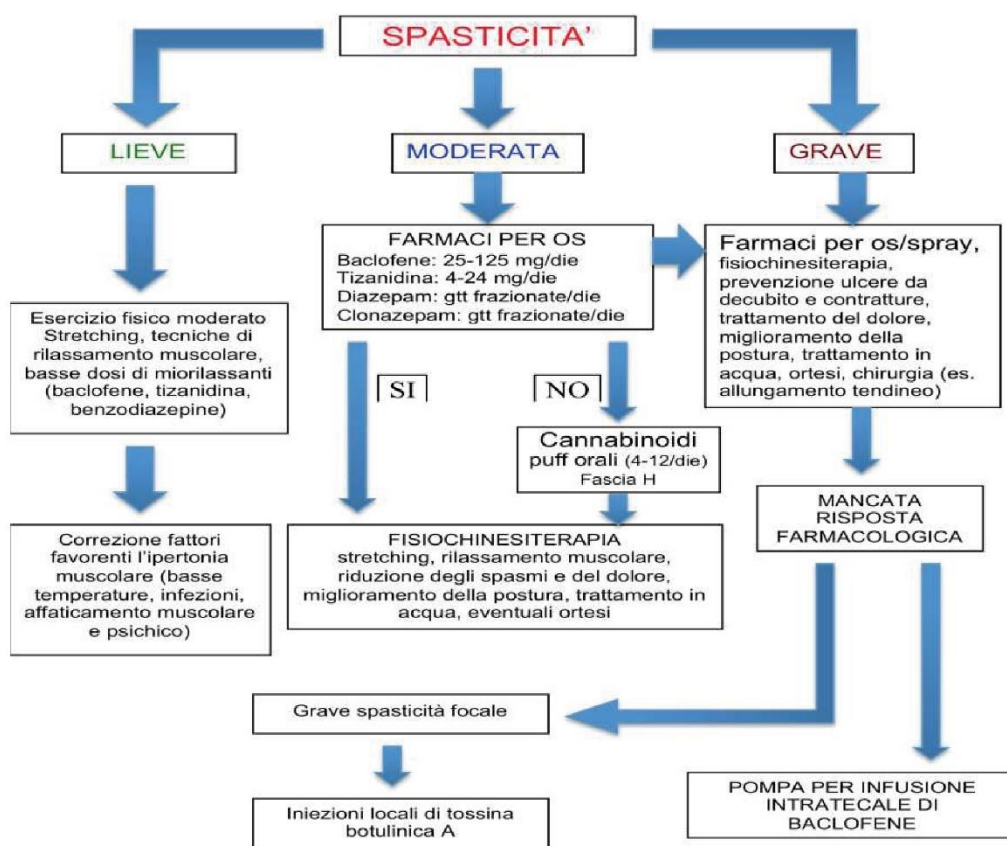 SPASTICITA'
LIEVE
MODERATA
GRAVE
FARMACI PER OS
Baclofene: 25-125 mg/die
Tizanidina: 4-24 mg/die
Diazepam: gtt frazionate/die
Clonazepam: gtt frazionate/die
Farmaci per os/spray,
fisiochinesiterapia,
prevenzione ulcere da
decubito e contratture,
trattamento del dolore,
miglioramento della
postura, trattamento in
acqua, ortesi, chirurgia (es.
allungamento tendineo)
Esercizio fisico moderato
Stretching, tecniche di
rilassamento muscolare,
basse dosi di miorilassanti
(baclofene, tizanidina,
benzodiazepine)
SI
NO
Cannabinoidi
puff orali (4-12/die)
Fascia H
MANCATA
RISPOSTA
FARMACOLOGICA
Correzione fattori
favorenti l'ipertonia
muscolare (basse
temperature, infezioni,
affaticamento muscolare
e psichico)
FISIOCHINESITERAPIA
stretching, rilassamento muscolare,
riduzione degli spasmi e del dolore,
miglioramento della postura, trattamento in
acqua, eventuali ortesi
Grave spasticità focale
Iniezioni locali di tossina
botulinica A
POMPA PER INFUSIONE
INTRATECALE DI
BACLOFENE